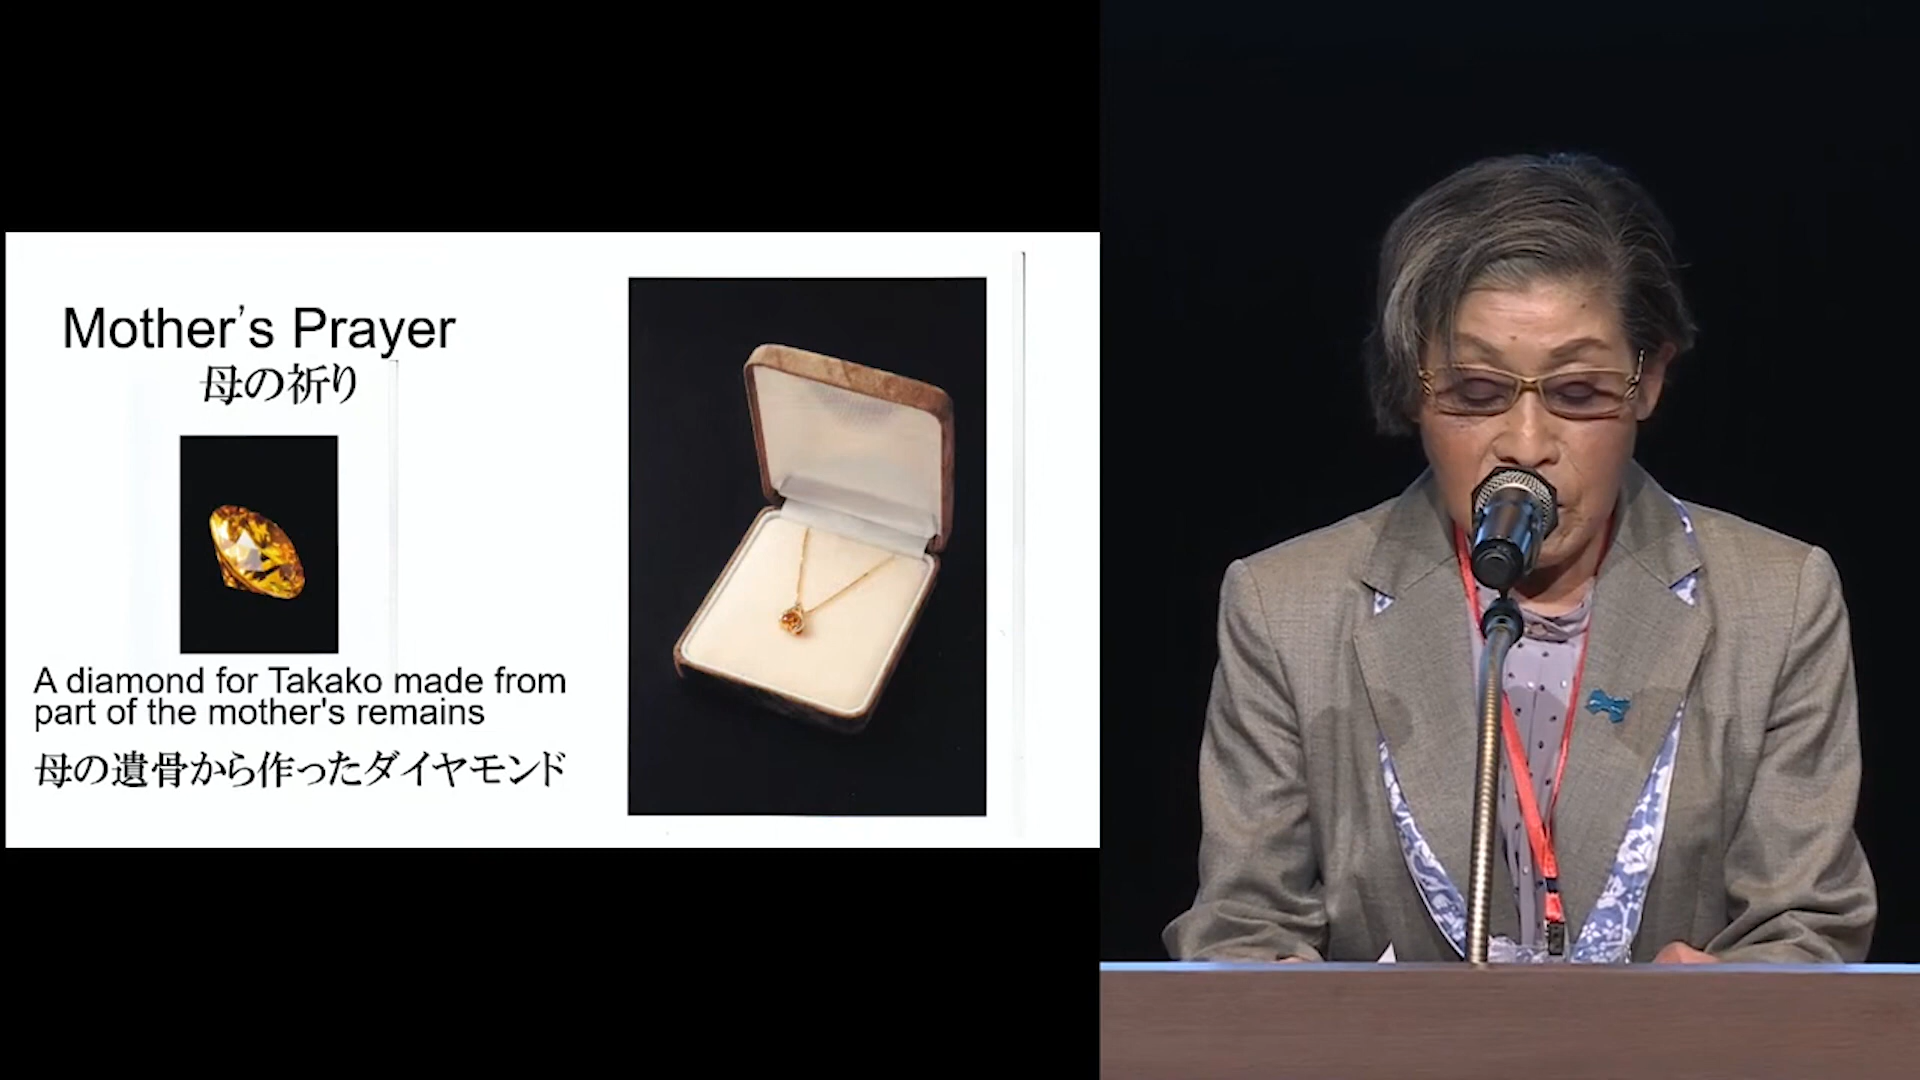 Mother's Prayer
母の祈り
A diamond for Takako made from
part of the mother's remains
母の遺骨から作ったダイヤモンド